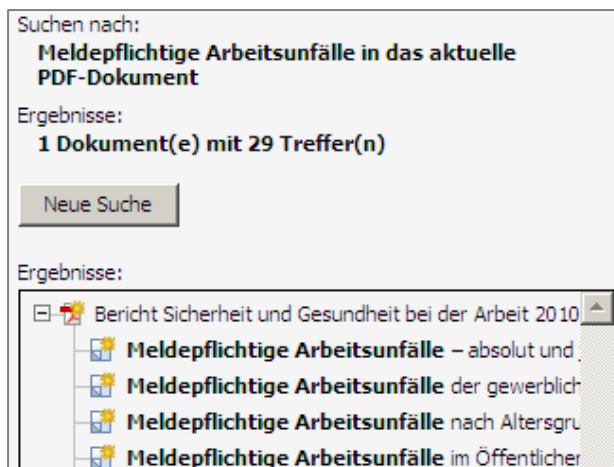 Suchen nach:
Meldepflichtige Arbeitsunfälle in das aktuelle
PDF-Dokument
Ergebnisse:
1 Dokument(e) mit 29 Treffer(n)
Neue Suche
Ergebnisse:
Bericht Sicherheit und Gesundheit bei der Arbeit 2010
Meldepflichtige Arbeitsunfälle – absolut und
Meldepflichtige Arbeitsunfälle der gewerblich
Meldepflichtige Arbeitsunfälle nach Altersgru
Meldepflichtige Arbeitsunfälle im Öffentlicher